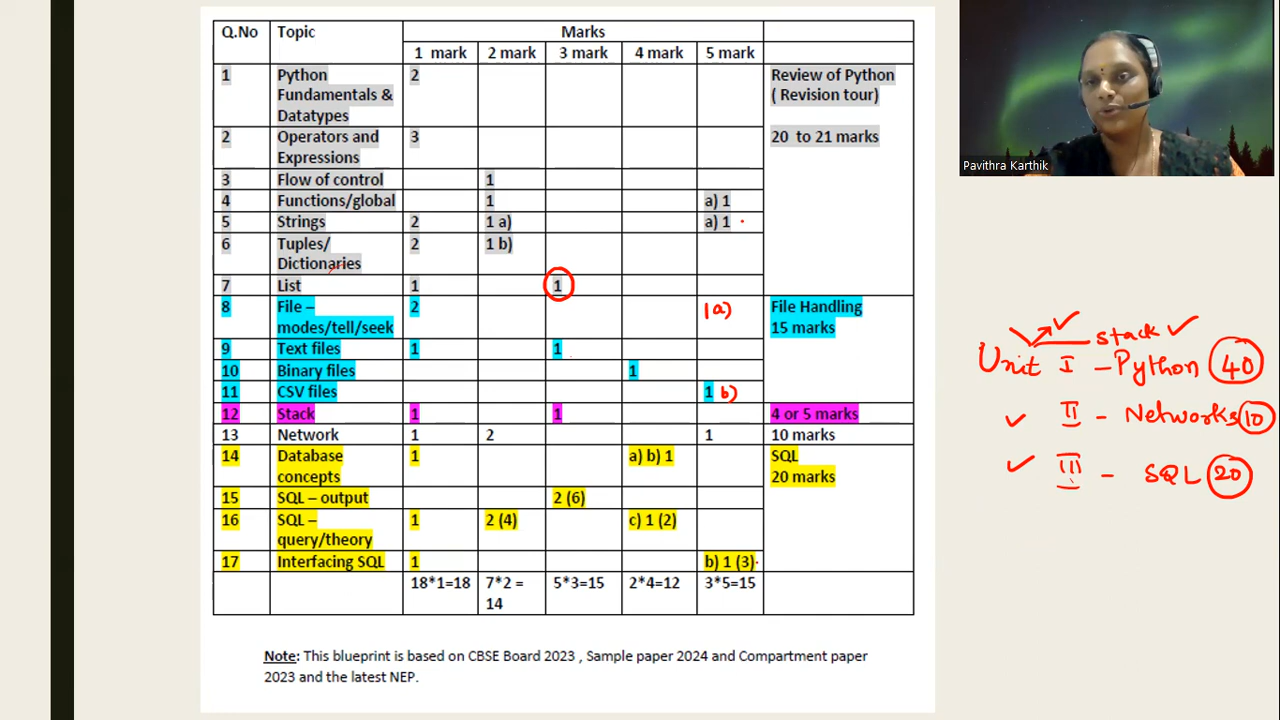 Q.No Topic Marks
1 mark 2 mark 3 mark 4 mark 5 mark
1 Python 2 Review of Python
Fundamentals & ( Revision tour)
Datatypes
2 Operators and 3 20 to 21 marks
Expressions
3 Flow of control 1
4 Functions/global 1 a) 1
5 Strings 2 1 a) a) 1
6 Tuples/ 2 1 b)
Dictionaries
7 List 1 1
8 File – 2 1a) File Handling
modes/tell/seek 15 marks
9 Text files 1 1
10 Binary files 1
11 CSV files 1 b)
12 Stack 1 1 4 or 5 marks
13 Network 1 2 1 10 marks
14 Database 1 a) b) 1 SQL
concepts 20 marks
15 SQL – output 2 (6)
16 SQL – 1 2 (4) c) 1 (2)
query/theory
17 Interfacing SQL 1 b) 1 (3)
18*1=18 7*2 = 5*3=15 2*4=12 3*5=15
14
Note: This blueprint is based on CBSE Board 2023 , Sample paper 2024 and Compartment paper
2023 and the latest NEP.
Pavithra Karthik
stack
Unit I - Python 40
II - Networks 10
III - SQL 20